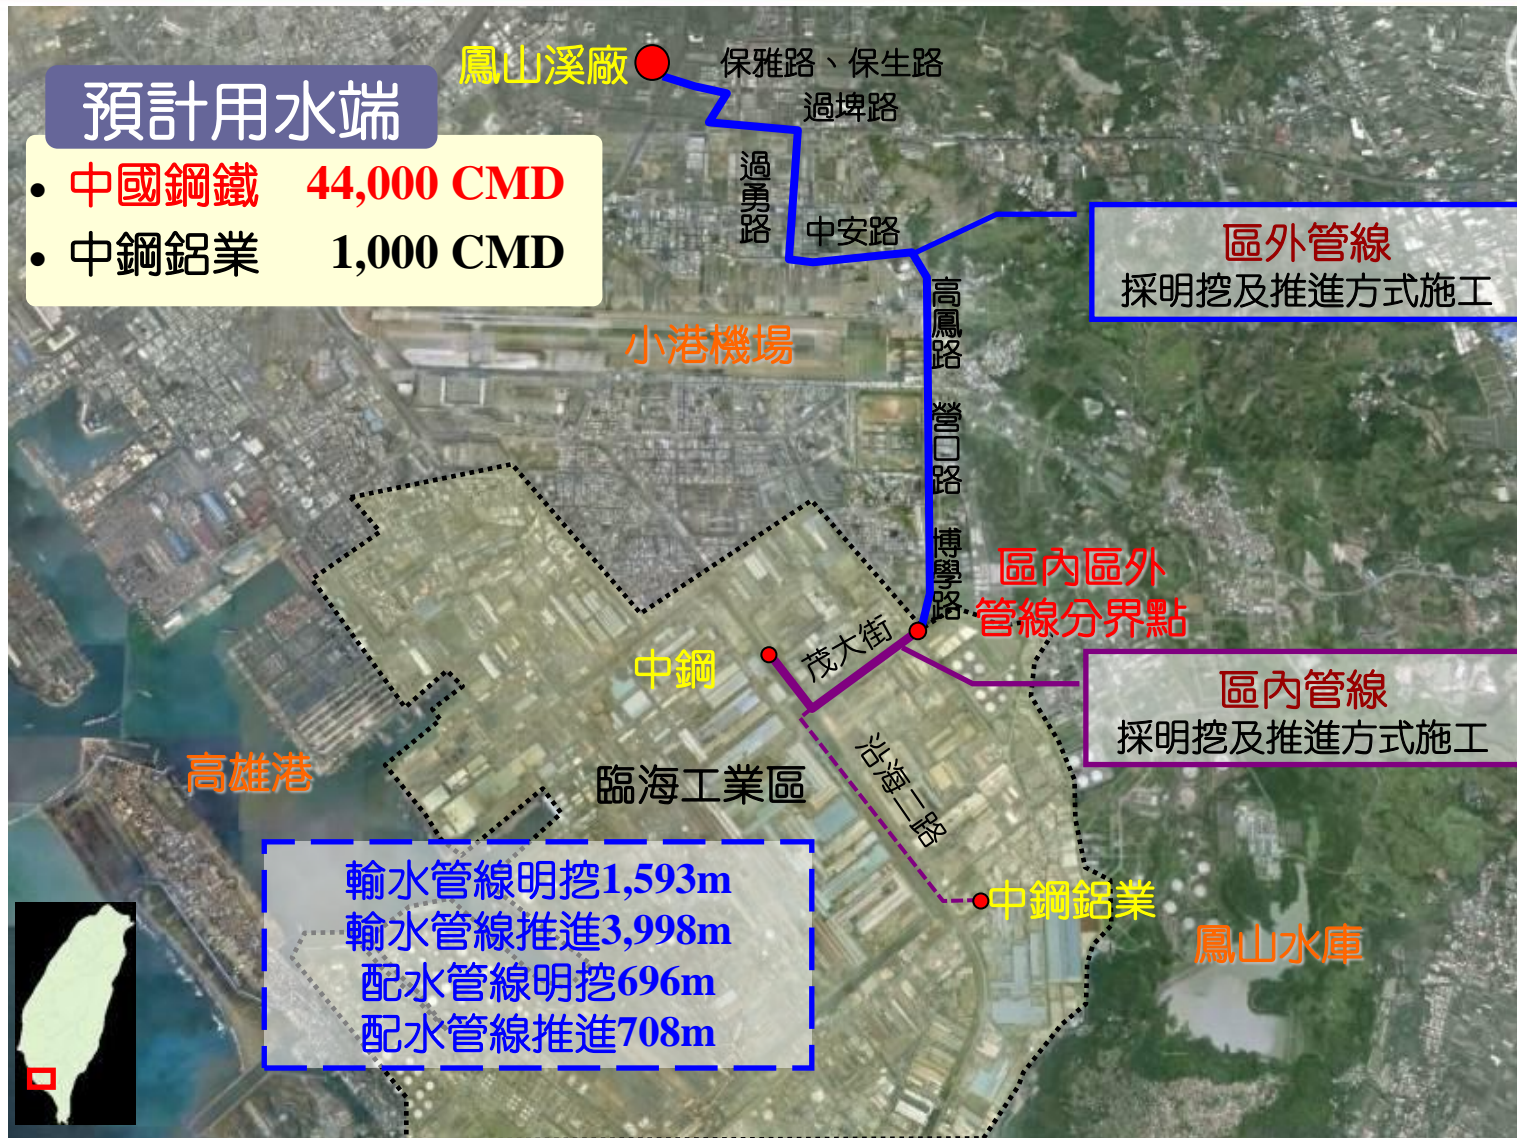 鳳山溪廠
保雅路、保生路
過埤路
預計用水端
• 中國鋼鐵 44,000 CMD
• 中鋼鋁業 1,000 CMD
過勇路
中安路
區外管線
採明挖及推進方式施工
高鳳路
小港機場
營口路
博學路
區內區外
管線分界點
茂大街
中鋼
區內管線
採明挖及推進方式施工
沿海二路
高雄港
臨海工業區
中鋼鋁業
鳳山水庫
輸水管線明挖1,593m
輸水管線推進3,998m
配水管線明挖696m
配水管線推進708m